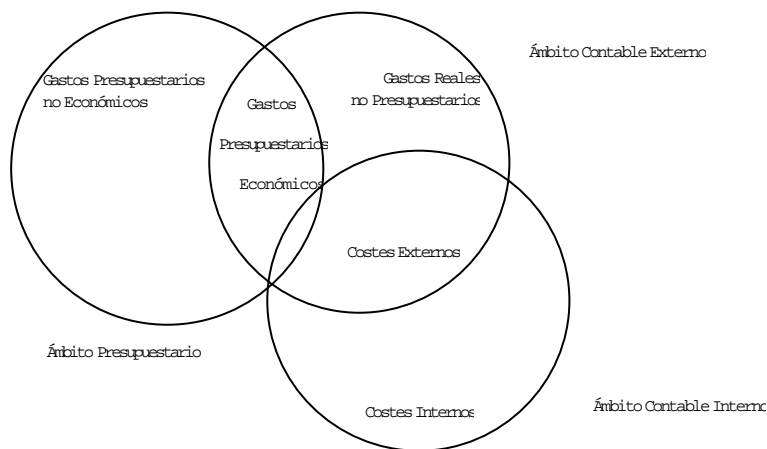 Ámbito Contable Externo
Gastos Presupuestarios
no Económicos
Gastos Reales
no Presupuestarios
Gastos
Presupuestarios
Económicos
Costes Externos
Ámbito Presupuestario
Costes Internos
Ámbito Contable Interno